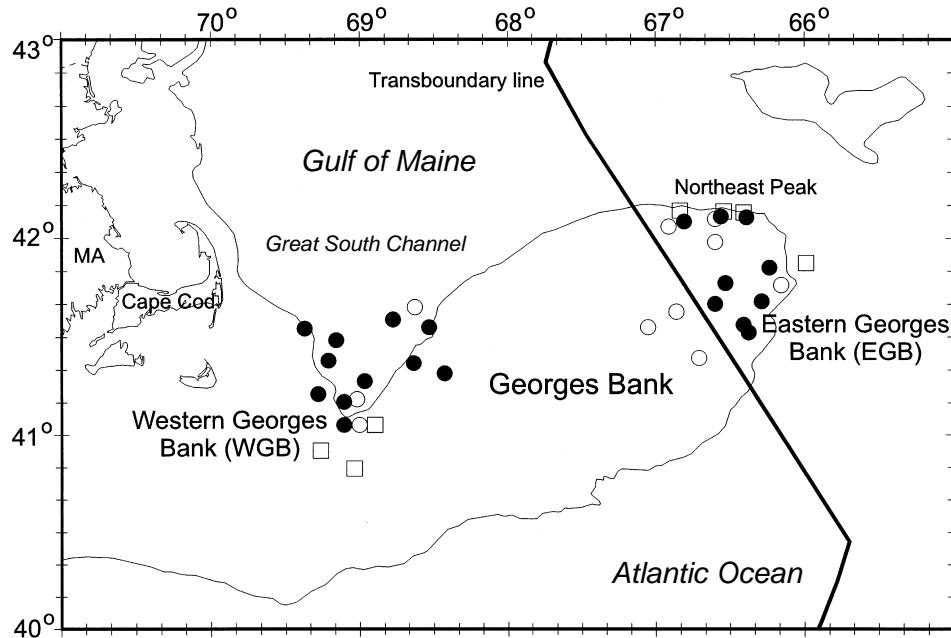 70° 69° 68° 67° 66°
43°
Transboundary line
Gulf of Maine
Northeast Peak
42°
Great South Channel
MA
Cape Cod
Eastern Georges
Bank (EGB)
Georges Bank
Western Georges
Bank (WGB)
41°
Atlantic Ocean
40°